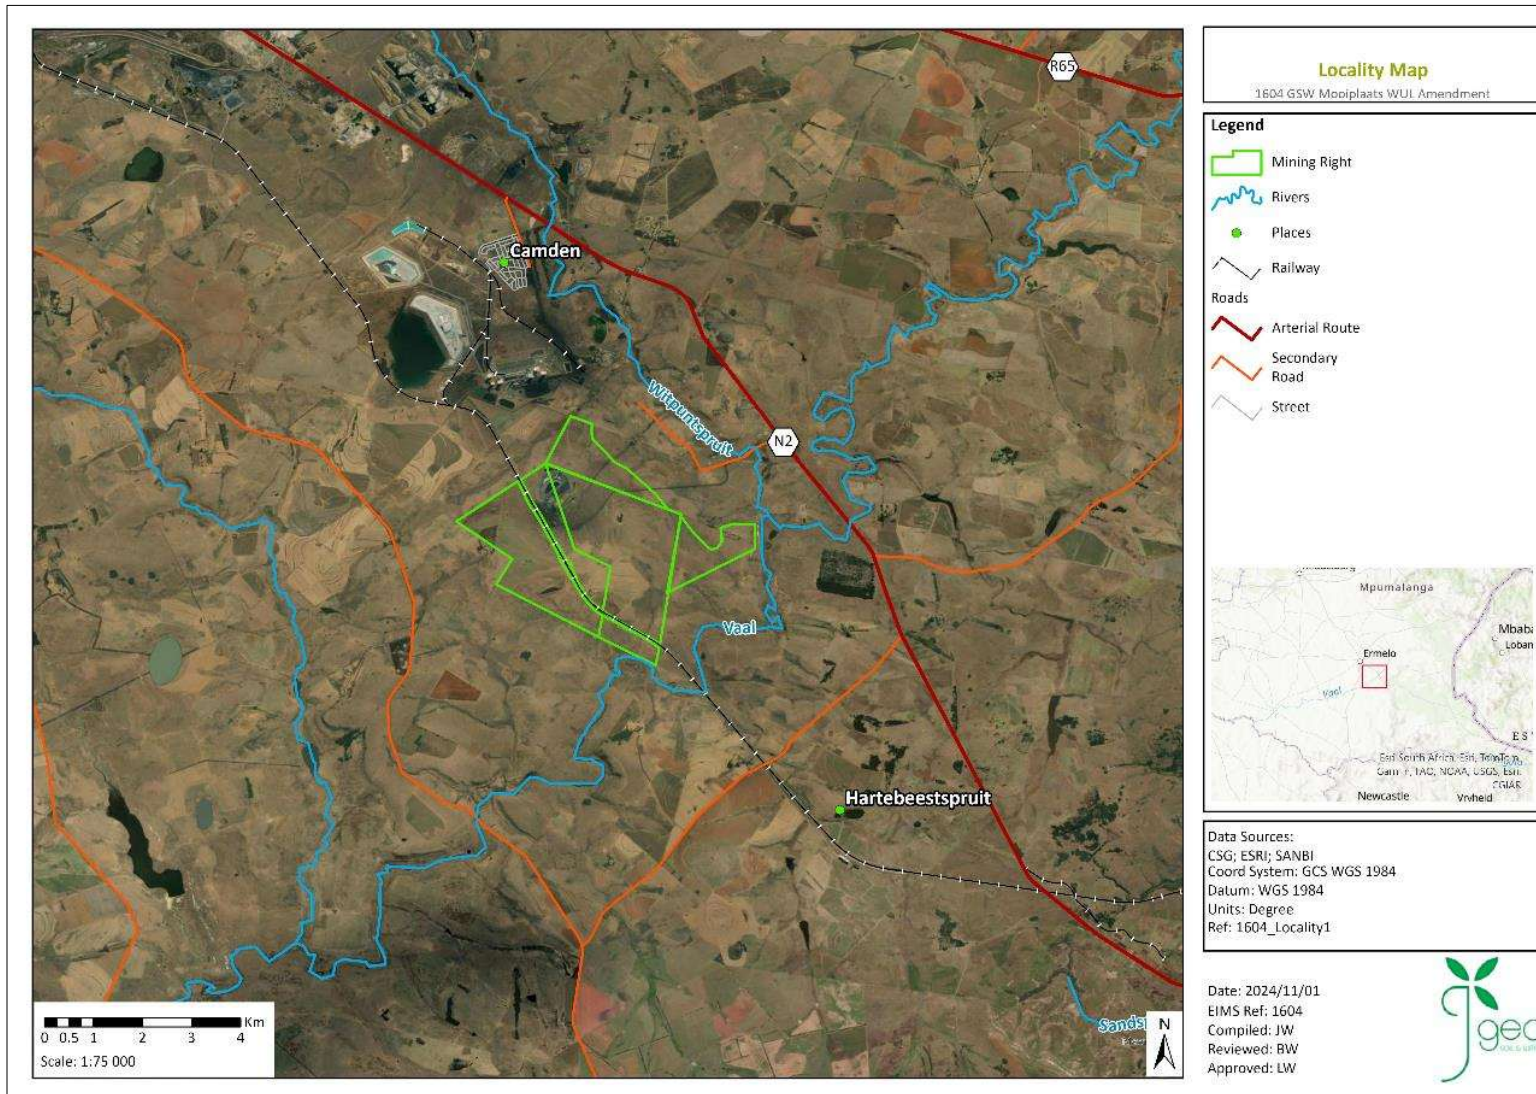 R65
Camden
Witpuntspruit
N2
Vaal
Hartebeestspruit
Km
0 0.5 1 2 3 4
Scale: 1:75 000
N
Locality Map
1604 GSW Mooiplaats WUL Amendment
Legend
Mining Right
Rivers
Places
Railway
Roads
Arterial Route
Secondary
Road
Street
Mpumalanga
Ermelo
Vaal
Newcastle
Vryheid
Data Sources:
CSG; ESRI; SANBI
Coord System: GCS WGS 1984
Datum: WGS 1984
Units: Degree
Ref: 1604_Locality1
Date: 2024/11/01
EIMS Ref: 1604
Compiled: JW
Reviewed: BW
Approved: LW